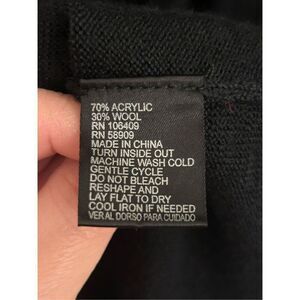 70% ACRYLIC
30% WOOL
RN 106409
RN 58909
MADE IN CHINA
TURN INSIDE OUT
MACHINE WASH COLD
GENTLE CYCLE
DO NOT BLEACH
RESHAPE AND
LAY FLAT TO DRY
COOL IRON IF NEEDED
VER AL DORSO PARA CUIDADO